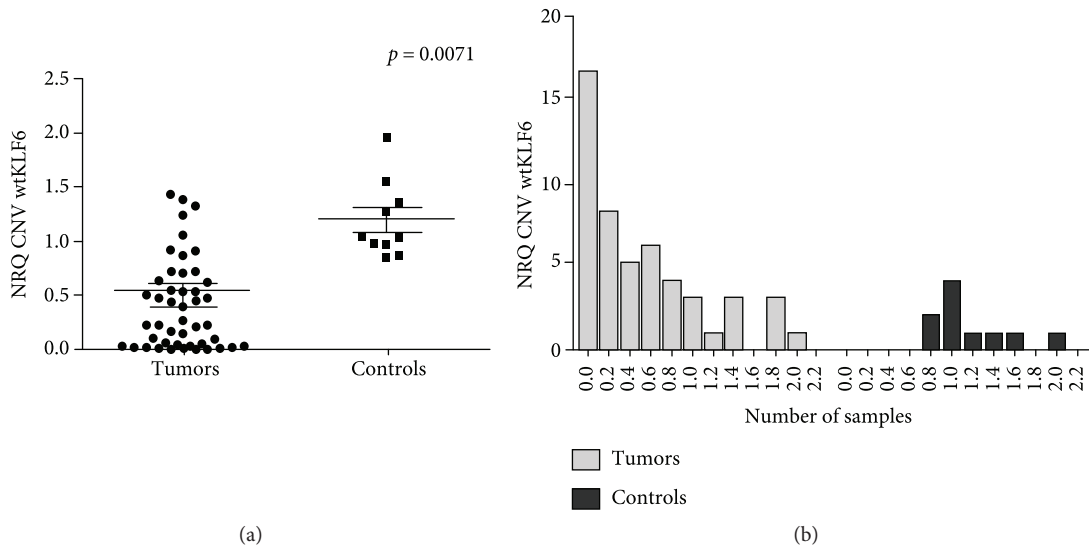 p = 0.0071
NRQ CNV wtKLF6
2.5
2.0
1.5
1.0
0.5
0.0
Tumors
Controls
(a)
NRQ CNV wtKLF6
20
15
10
5
0
0.0 0.2 0.4 0.6 0.8 1.0 1.2 1.4 1.8 2.0 2.2 0.0 0.2 0.4 0.6 0.8 1.0 1.2 1.4 1.6 1.8 2.0 2.2
Number of samples
Tumors
Controls
(b)